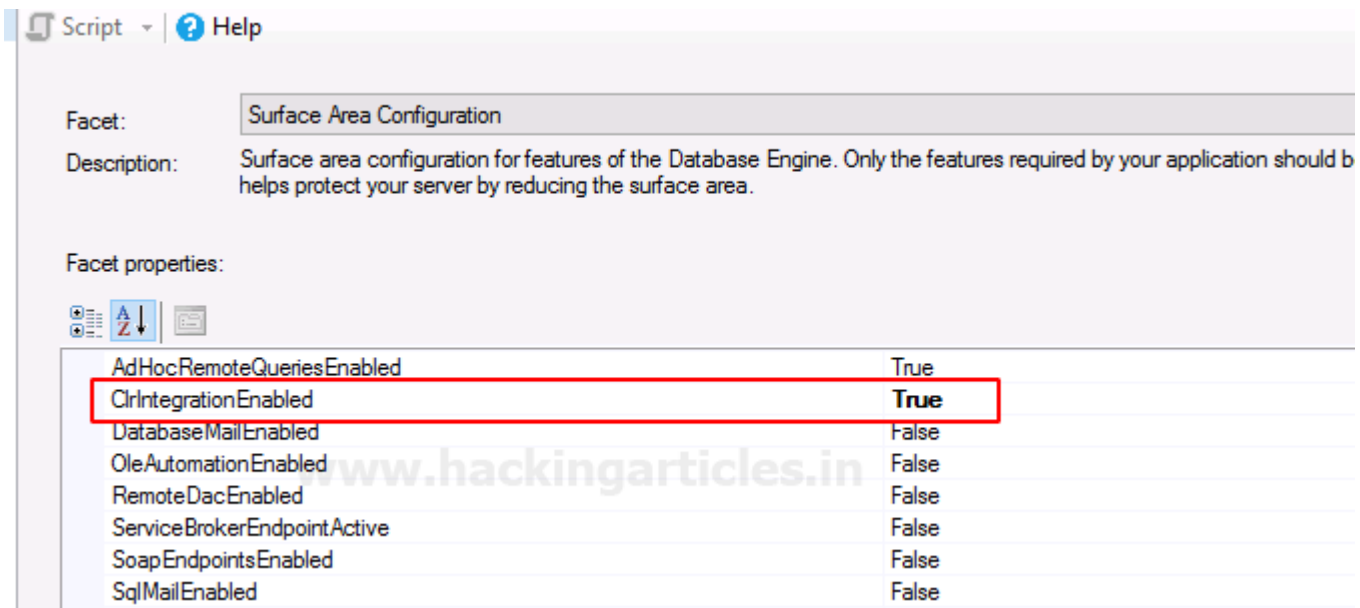 Script Help
Facet: Surface Area Configuration
Description: Surface area configuration for features of the Database Engine. Only the features required by your application should b
helps protect your server by reducing the surface area.
Facet properties:
AdHocRemoteQueriesEnabled True
ClrIntegrationEnabled True
DatabaseMailEnabled False
OleAutomationEnabled False
www.hackingarticles.in
RemoteDacEnabled False
ServiceBrokerEndpointActive False
SoapEndpointsEnabled False
SqlMailEnabled False